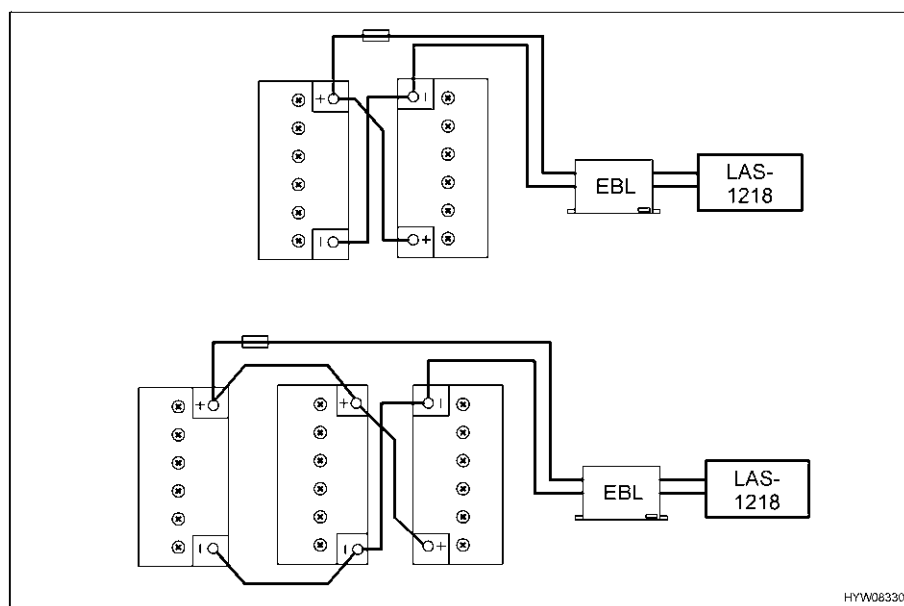 +
–
–
+
EBL
LAS-
1218
+
+
–
–
–
+
EBL
LAS-
1218
HYW08330